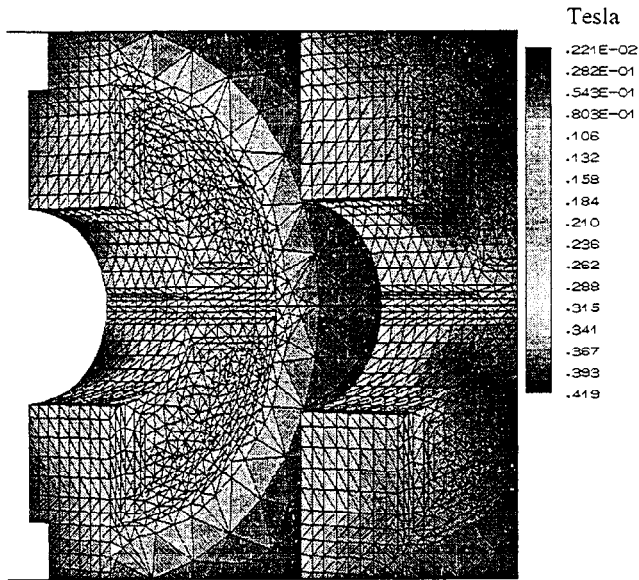 Tesla
.221E-02
.282E-01
.543E-01
.803E-01
.106
.132
.158
.184
.210
.236
.262
.288
.315
.341
.367
.393
.419